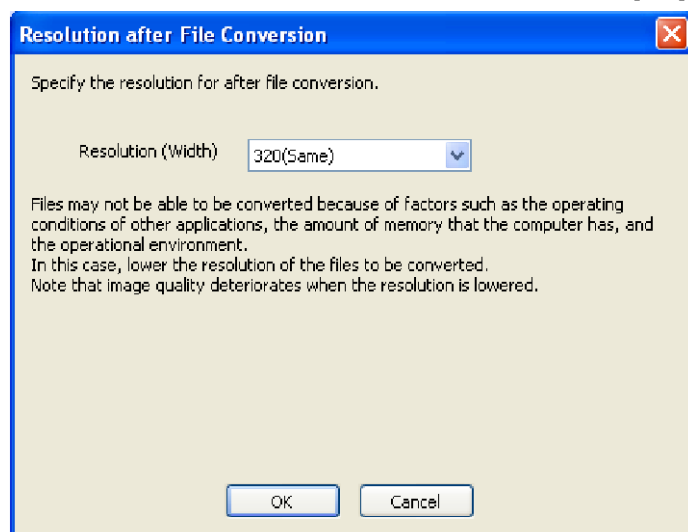 Resolution after File Conversion
Specify the resolution for after file conversion.
Resolution (Width) 320(Same)
Files may not be able to be converted because of factors such as the operating
conditions of other applications, the amount of memory that the computer has, and
the operational environment.
In this case, lower the resolution of the files to be converted.
Note that image quality deteriorates when the resolution is lowered.
OK Cancel